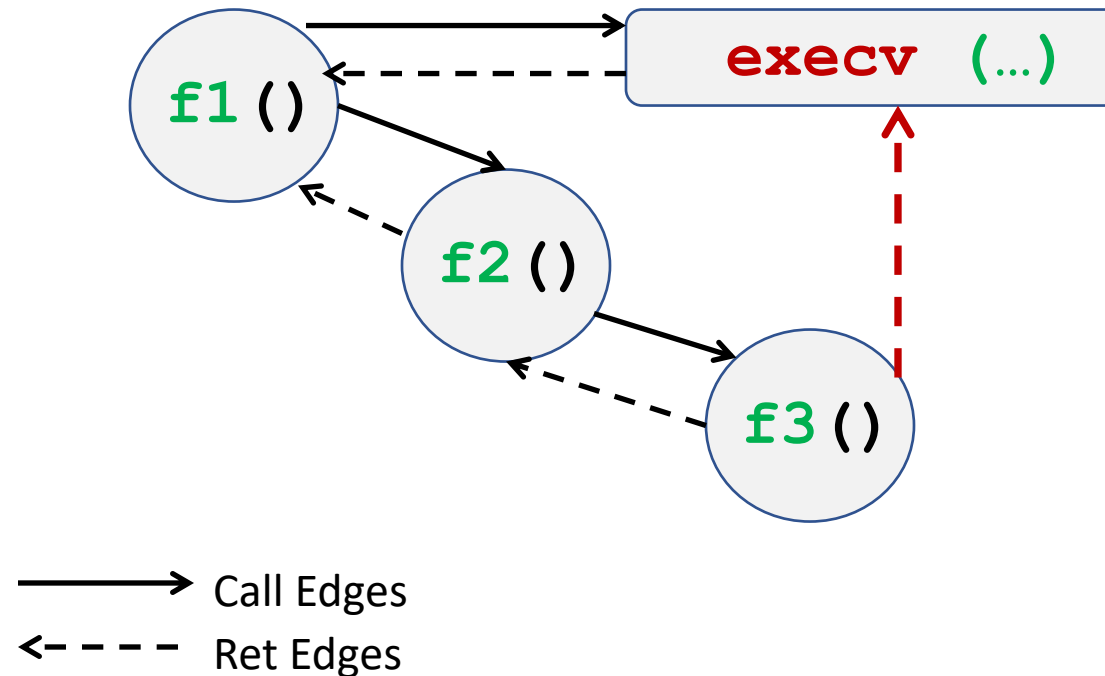 execv (…)
f1()
f2()
f3()
Call Edges
Ret Edges